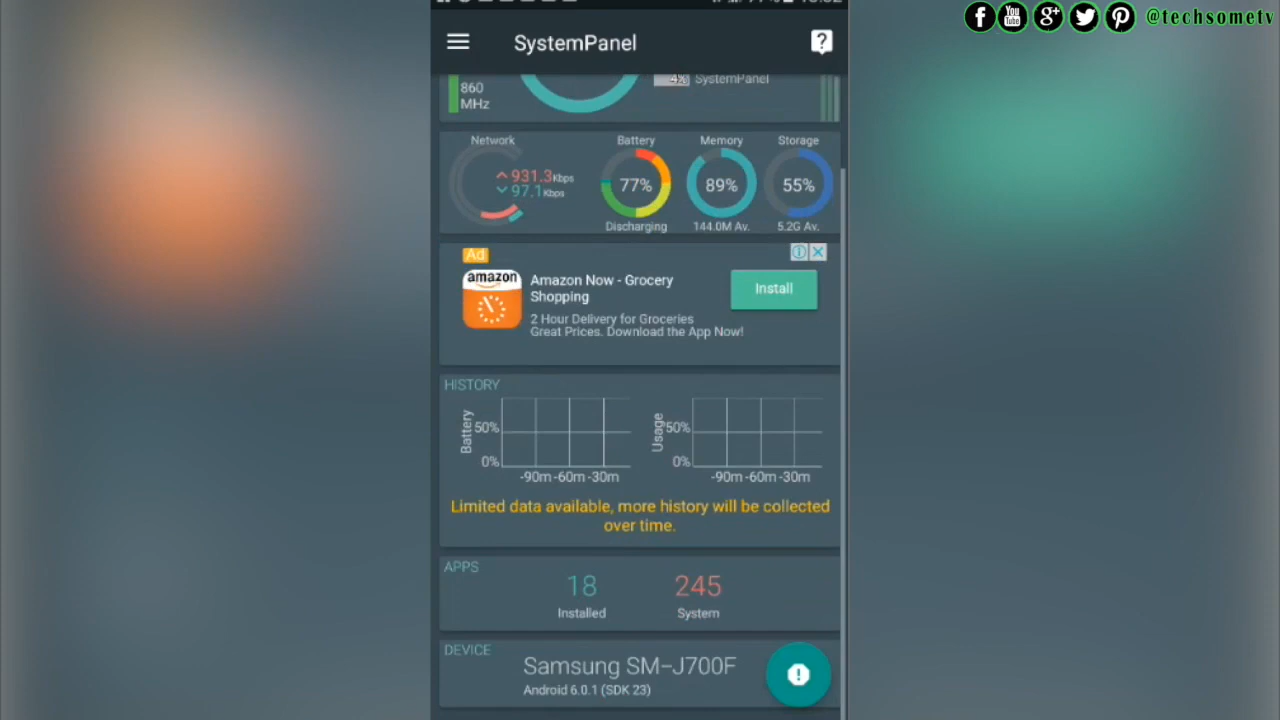 @techsometv
SystemPanel
?
860
MHz
4%
SystemPanel
Network
931.3Kbps
97.1Kbps
Battery
77%
Discharging
Memory
89%
144.0M Av.
Storage
55%
5.2G Av.
Ad
amazon
Amazon Now - Grocery
Shopping
2 Hour Delivery for Groceries
Great Prices. Download the App Now!
Install
HISTORY
Battery
50%
0%
-90m -60m -30m
Usage
50%
0%
-90m -60m -30m
Limited data available, more history will be collected
over time.
APPS
18
Installed
245
System
DEVICE
Samsung SM-J700F
Android 6.0.1 (SDK 23)